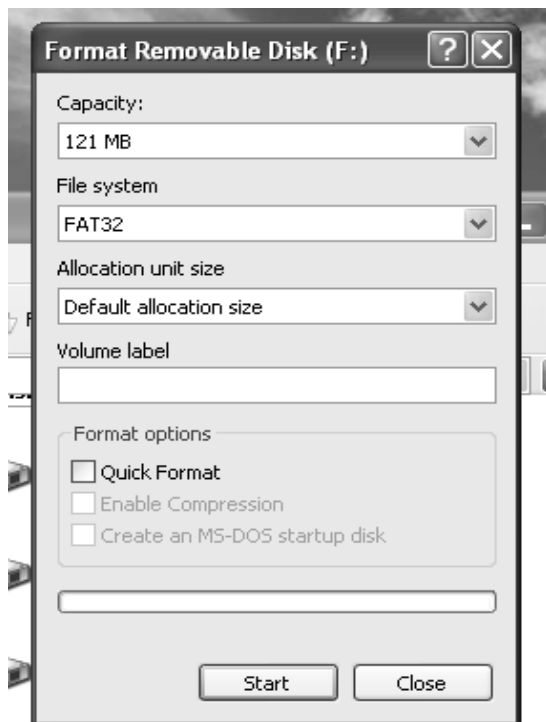 Format Removable Disk (F:)
Capacity:
121 MB
File system
FAT32
Allocation unit size
Default allocation size
Volume label
Format options
Quick Format
Enable Compression
Create an MS-DOS startup disk
Start
Close